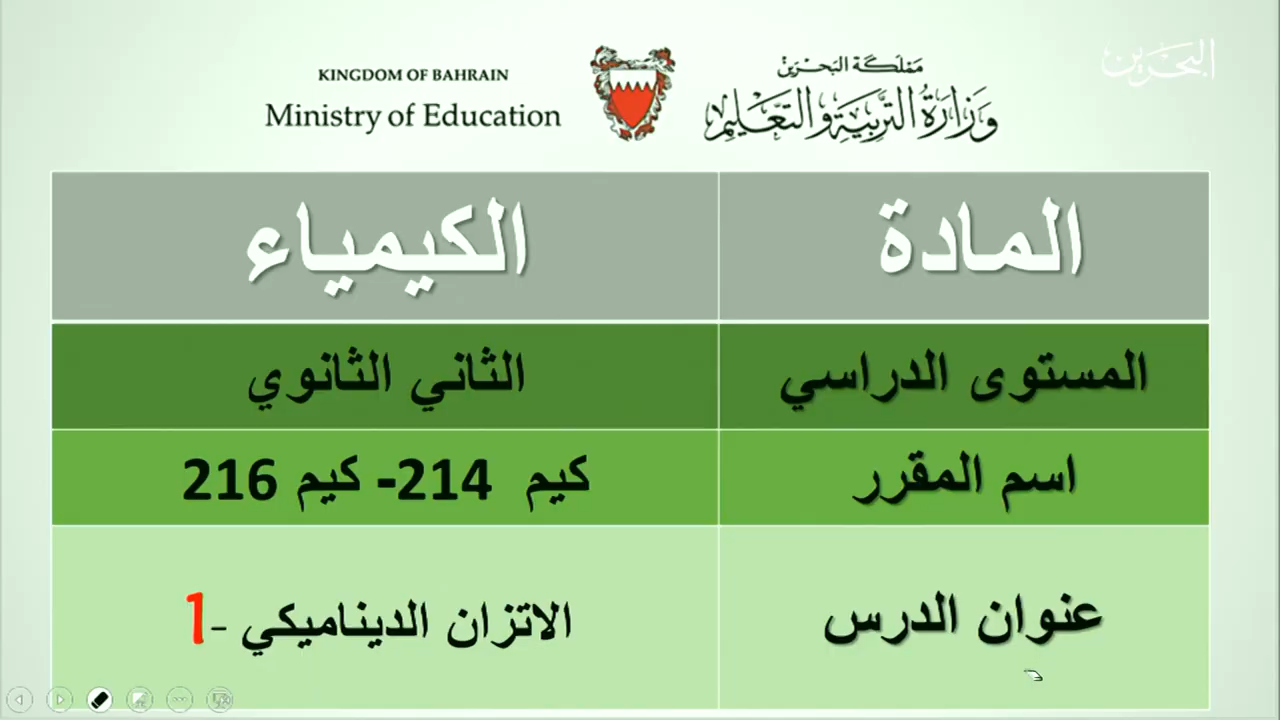 البحرين
مملكة البحرين
وزارة التربية والتعليم
KINGDOM OF BAHRAIN
Ministry of Education
المادة الكيمياء
المستوى الدراسي الثاني الثانوي
اسم المقرر كيم 214- كيم 216
عنوان الدرس الاتزان الديناميكي -1